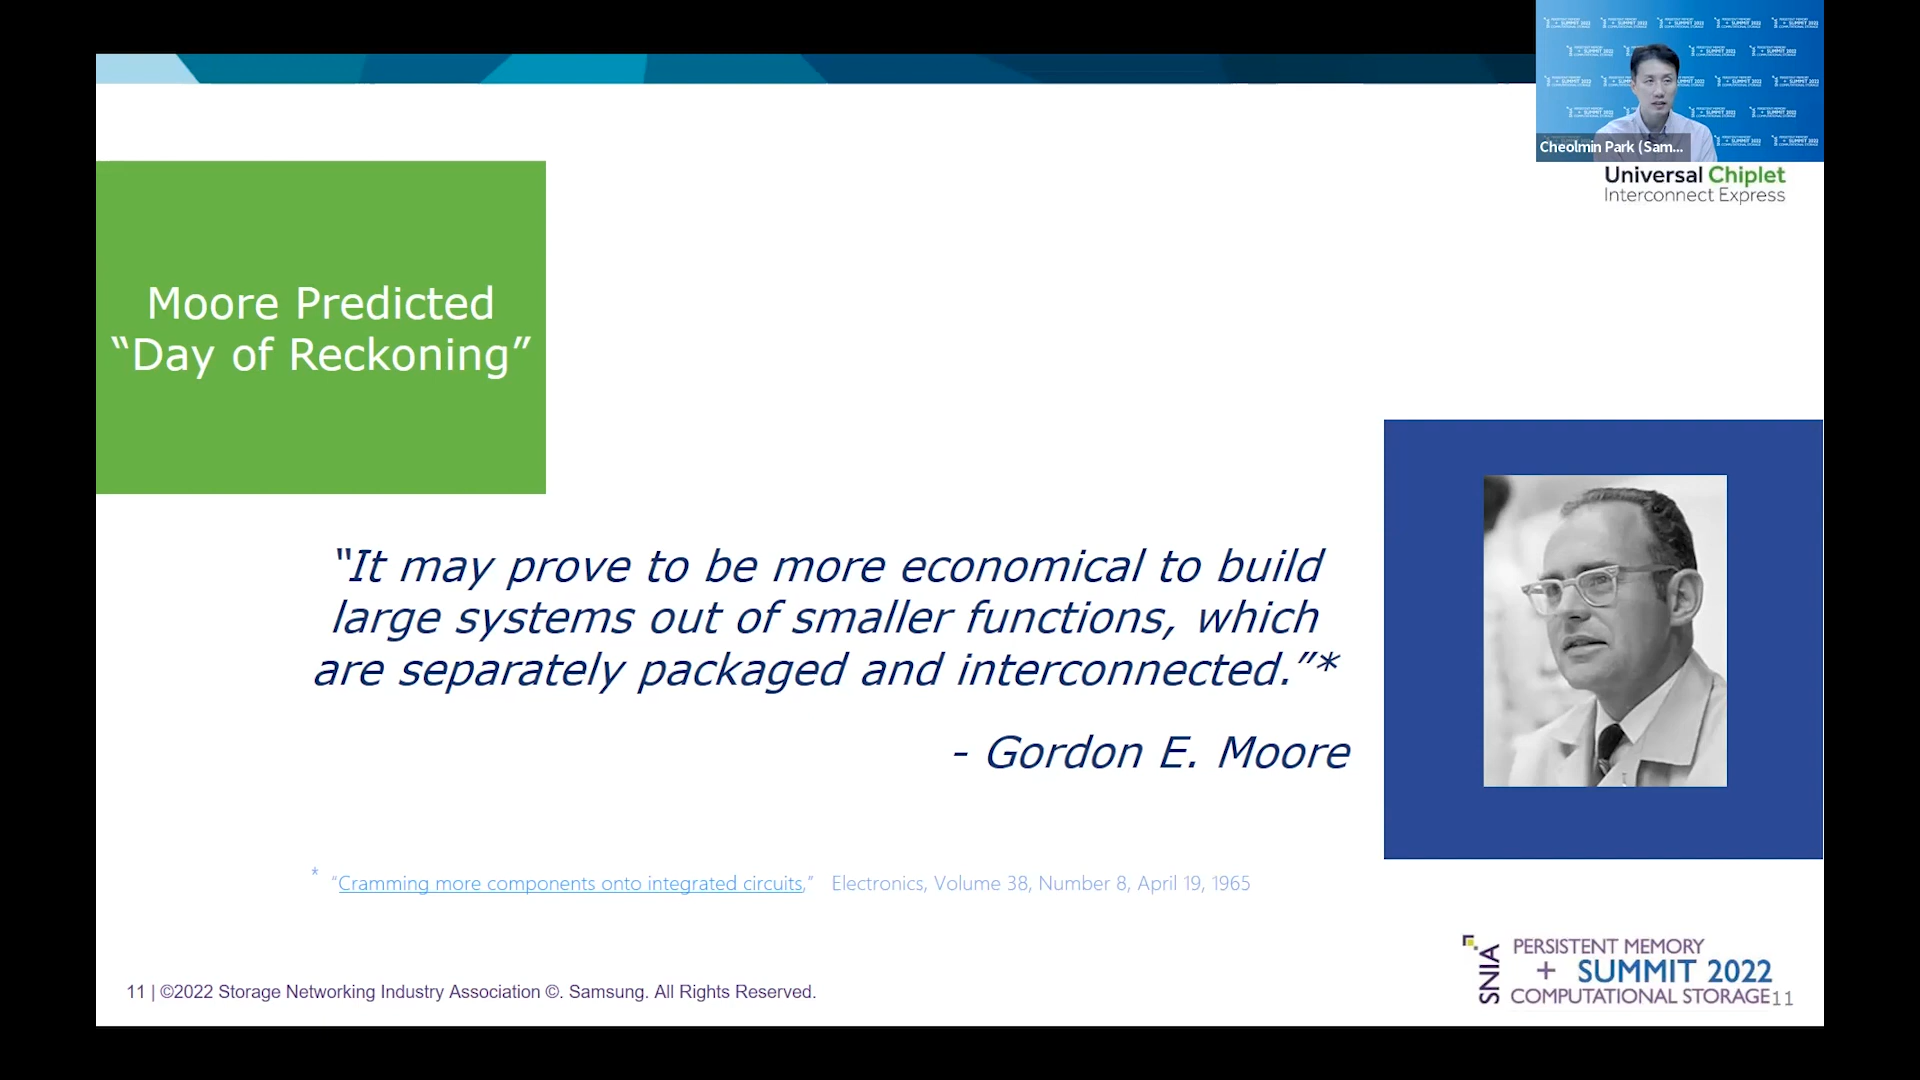 Cheolmin Park (Sam...
Universal Chiplet
Interconnect Express
Moore Predicted
“Day of Reckoning”
“It may prove to be more economical to build
large systems out of smaller functions, which
are separately packaged and interconnected.”*
- Gordon E. Moore
* “Cramming more components onto integrated circuits,” Electronics, Volume 38, Number 8, April 19, 1965
11 | ©2022 Storage Networking Industry Association ©. Samsung. All Rights Reserved.
SNIA
PERSISTENT MEMORY
+ SUMMIT 2022
COMPUTATIONAL STORAGE
11